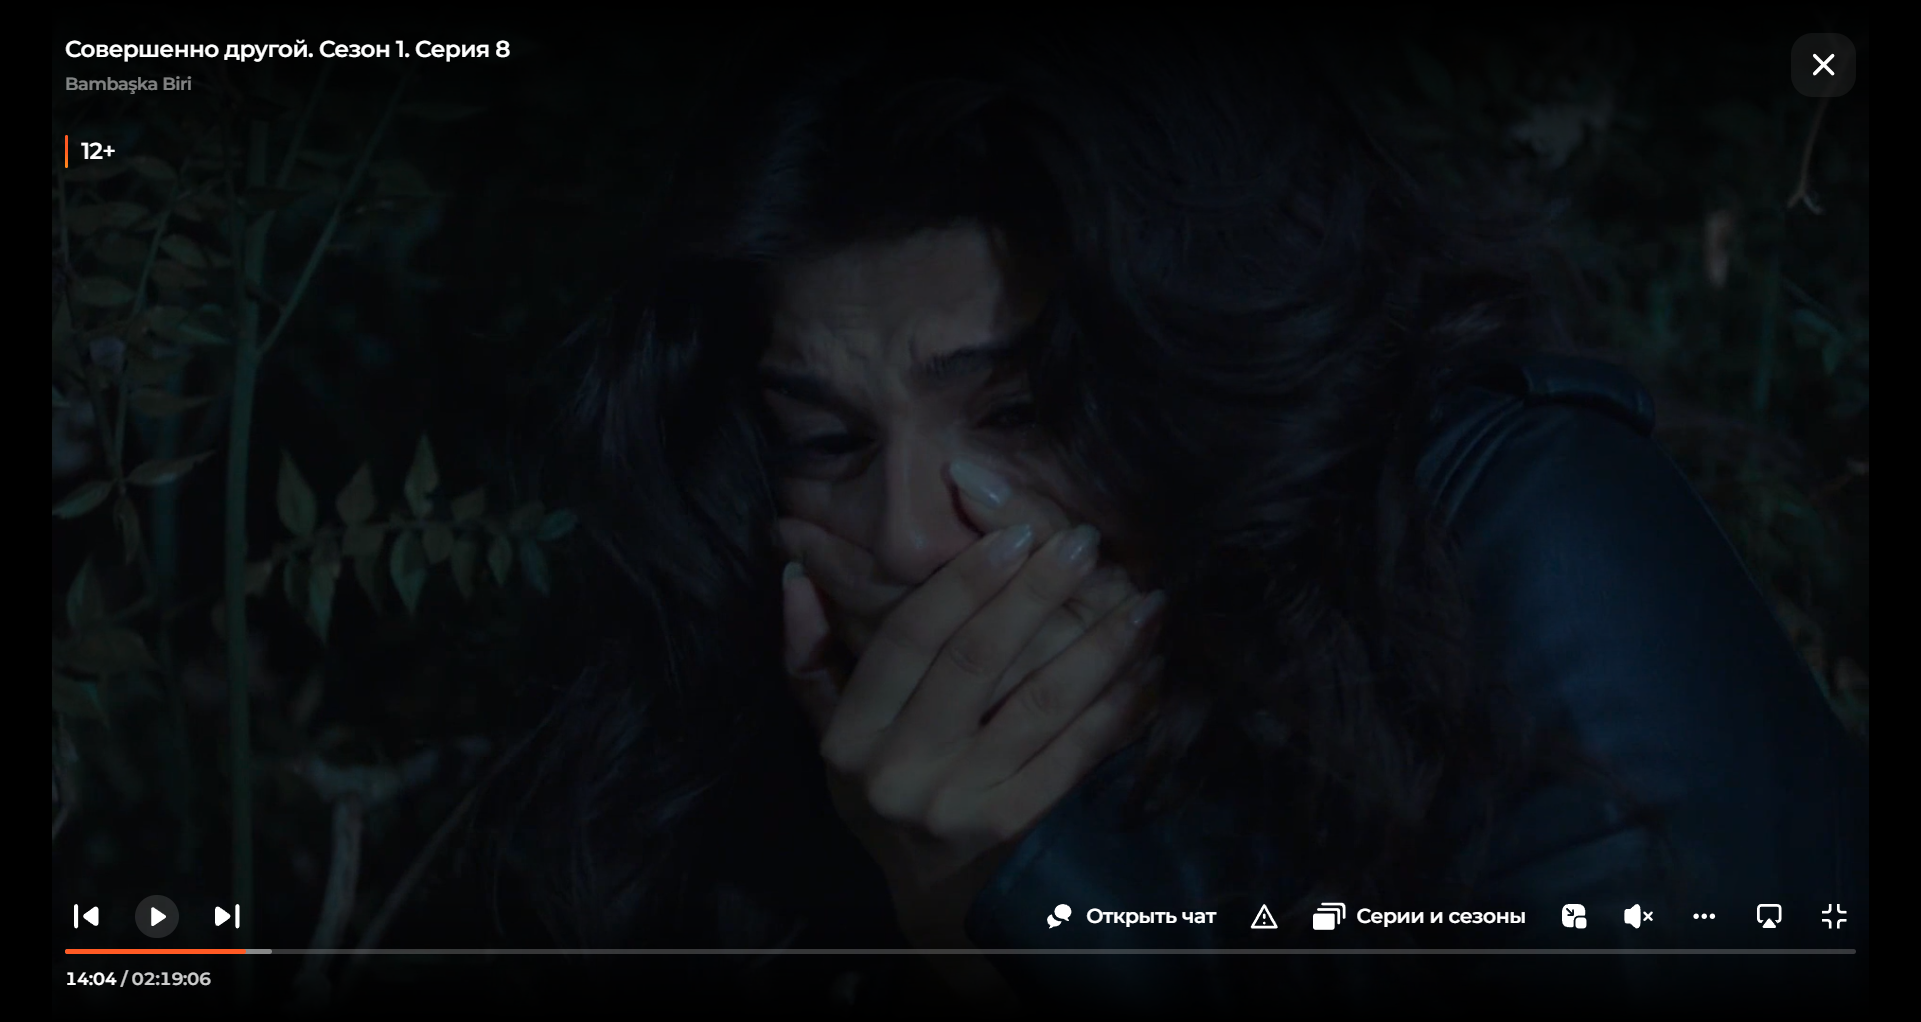 Совершенно другой. Сезон 1. Серия 8
Bambaşka Biri
12+
Открыть чат
Серии и сезоны
14:04 / 02:19:06